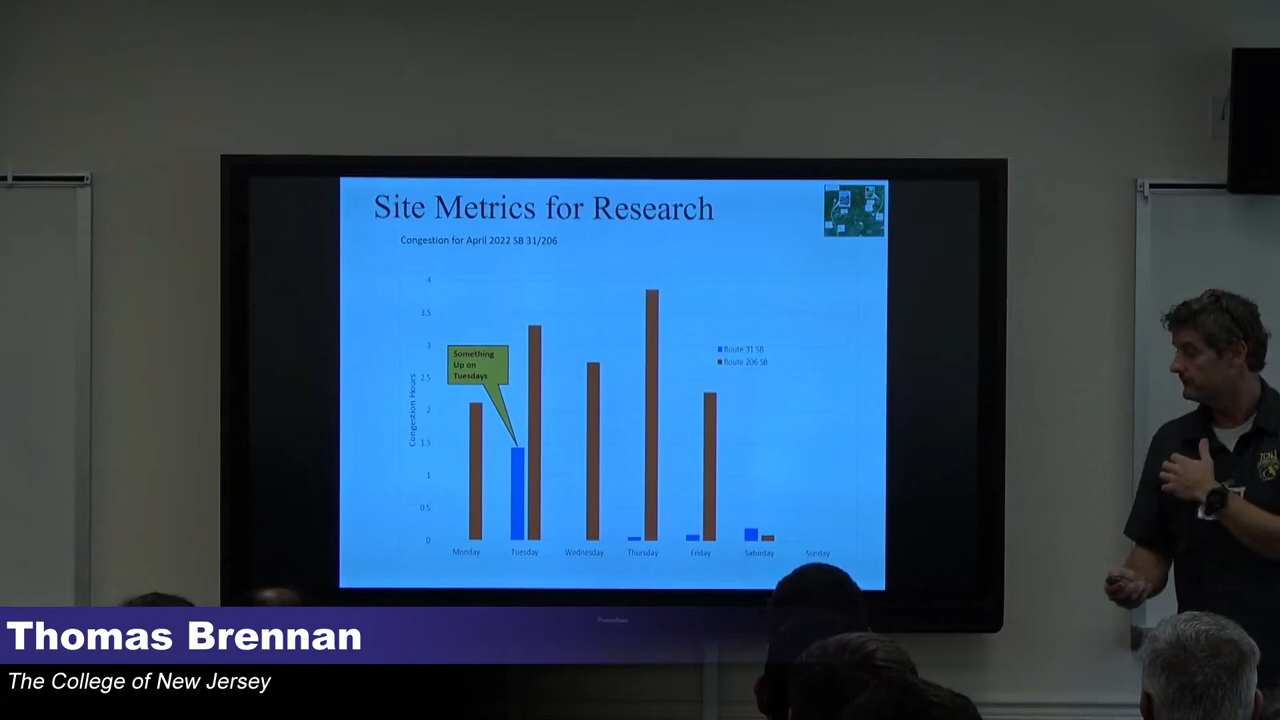 Site Metrics for Research
Congestion for April 2022 SB 31/206
4
3.5
3
2.5
2
1.5
1
0.5
0
Congestion Hours
Something
Up on
Tuesdays
Route 31 SB
Route 206 SB
Monday
Tuesday
Wednesday
Thursday
Friday
Saturday
Sunday
TCNJ
Promethean
Thomas Brennan
The College of New Jersey